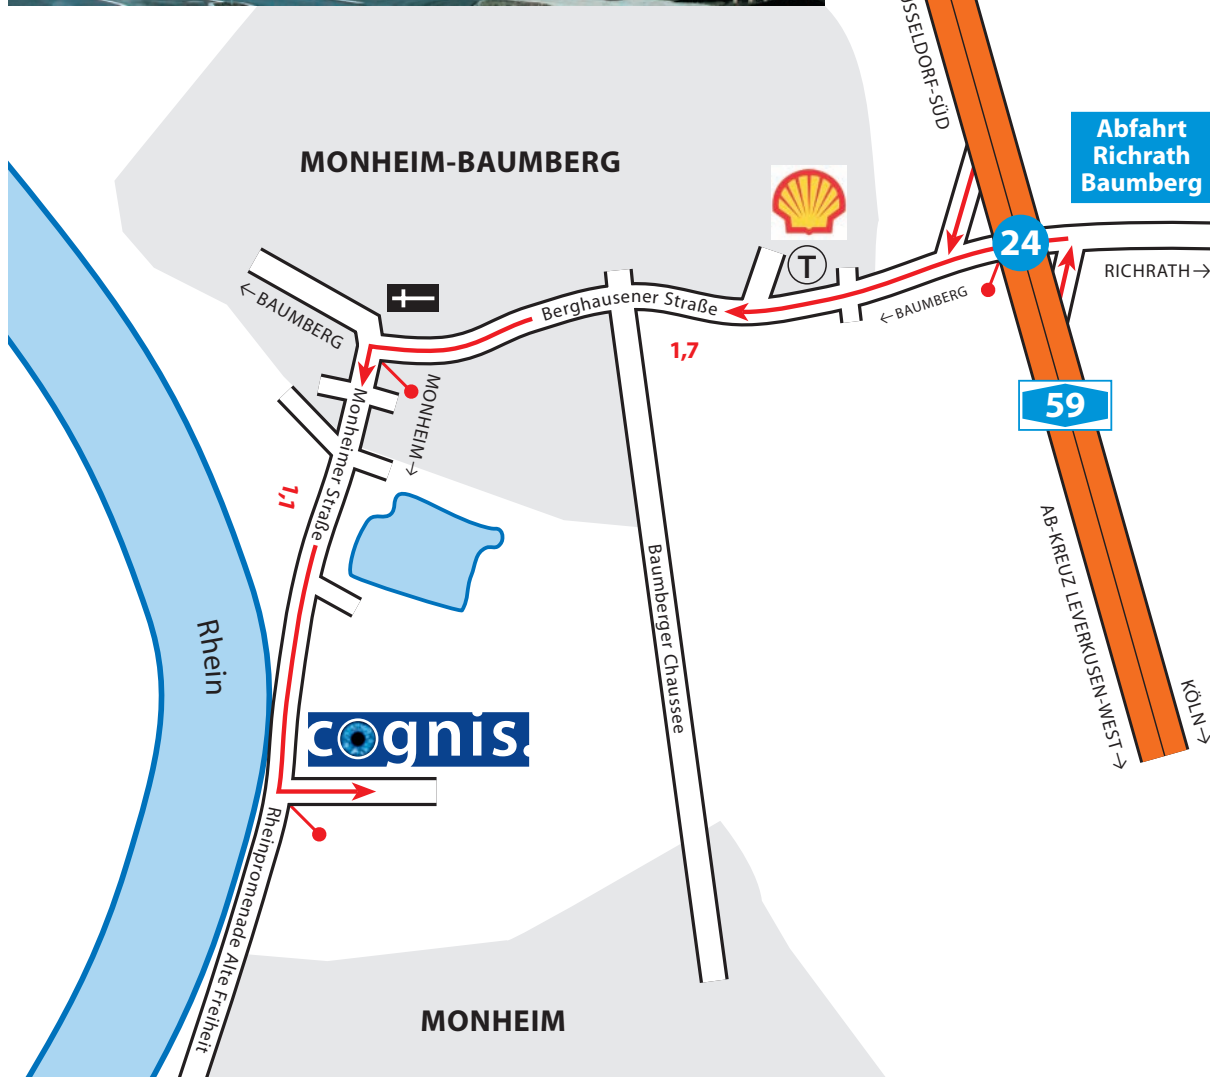 ÜSSELDORF-SÜD
Abfahrt
Richrath
Baumberg
MONHEIM-BAUMBERG
24
RICHRATH→
T
←BAUMBERG
←BAUMBERG
Berghausener Straße
1,7
59
MONHEIM→
Monheimer Straße
1,1
AB-KREUZ LEVERKUSEN-WEST→
KÖLN→
Baumberger Chaussee
Rhein
cognis.
Rheinpromenade Alte Freiheit
MONHEIM